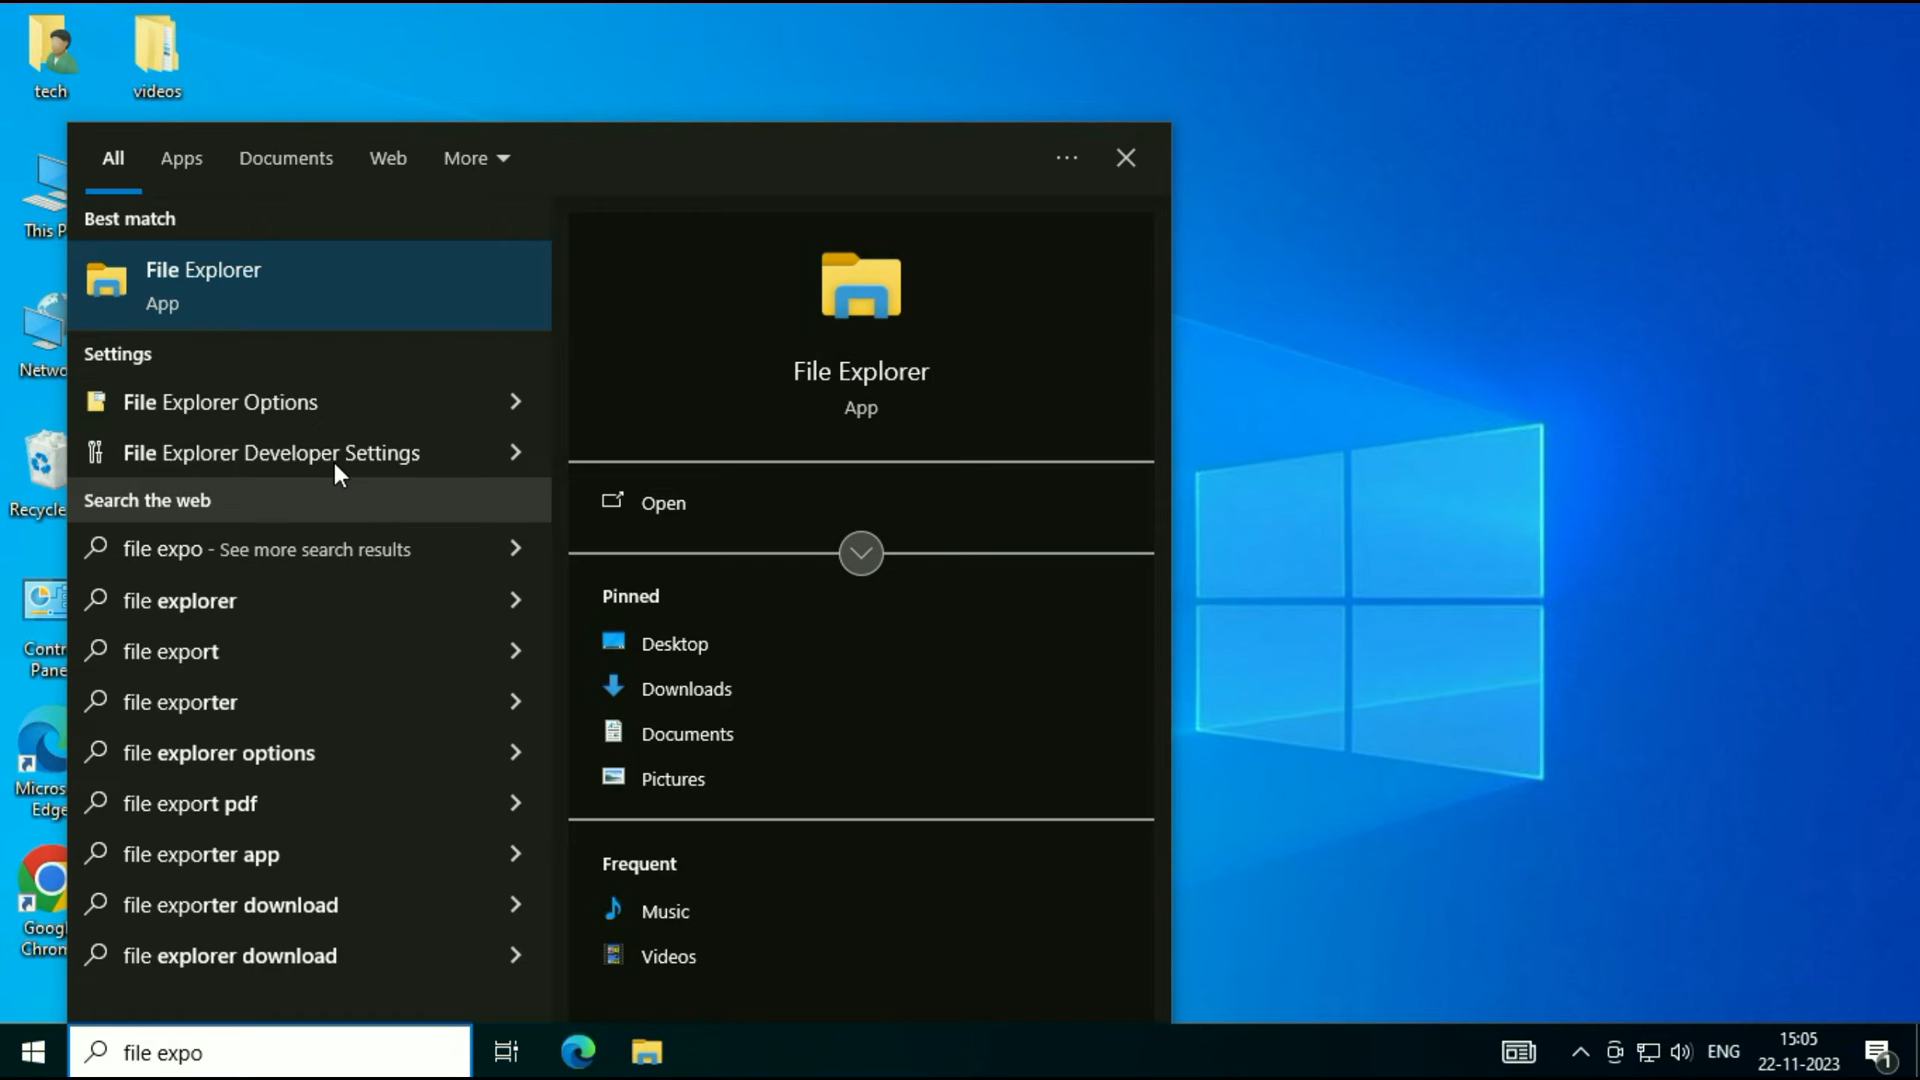 tech
videos
This P
Netwo
Recycle
Contr
Panel
Micros
Edge
Googl
Chrom
All
Apps
Documents
Web
More
Best match
File Explorer
App
Settings
File Explorer Options
File Explorer Developer Settings
Search the web
file expo - See more search results
file explorer
file export
file exporter
file explorer options
file export pdf
file exporter app
file exporter download
file explorer download
File Explorer
App
Open
Pinned
Desktop
Downloads
Documents
Pictures
Frequent
Music
Videos
file expo
ENG
15:05
22-11-2023
1